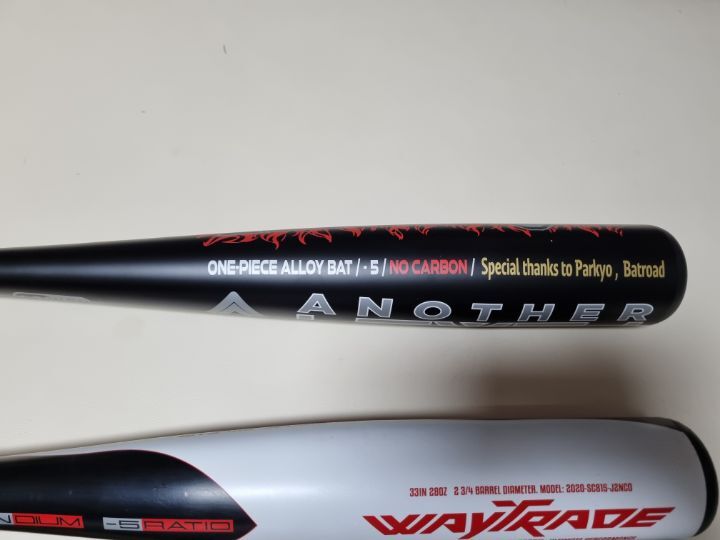 ONE-PIECE ALLOY BAT / - 5 / NO CARBON / Special thanks to Parkyo , Batroad
ANOTHER
33IN 28OZ 2 3/4 BARREL DIAMETER. MODEL: 2020-SC815-J2NCO
WAYTRADE
-5 RATIO